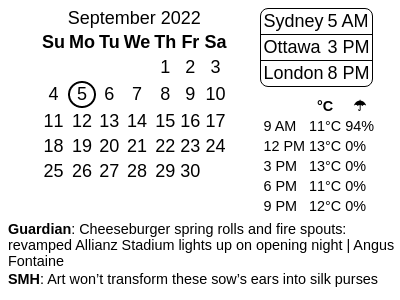 September 2022
Su Mo Tu We Th Fr Sa
1 2 3
4 5 6 7 8 9 10
11 12 13 14 15 16 17
18 19 20 21 22 23 24
25 26 27 28 29 30
Sydney 5 AM
Ottawa 3 PM
London 8 PM
°C ☂
9 AM 11°C 94%
12 PM 13°C 0%
3 PM 13°C 0%
6 PM 11°C 0%
9 PM 12°C 0%
Guardian: Cheeseburger spring rolls and fire spouts:
revamped Allianz Stadium lights up on opening night | Angus
Fontaine
SMH: Art won’t transform these sow’s ears into silk purses